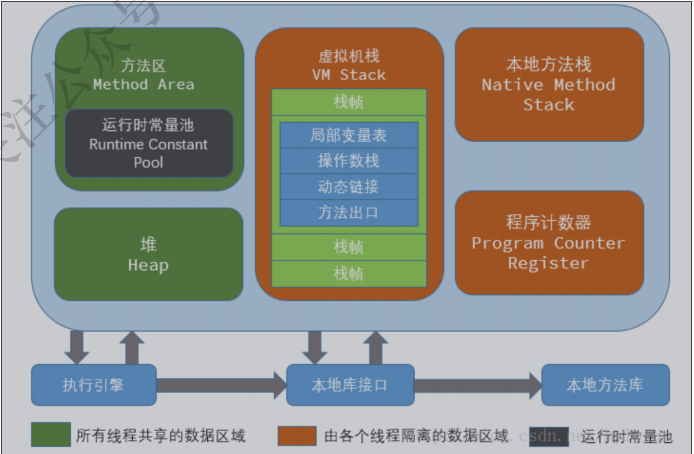 方法区
Method Area
运行时常量池
Runtime Constant
Pool
堆
Heap
虚拟机栈
VM Stack
栈帧
局部变量表
操作数栈
动态链接
方法出口
栈帧
栈帧
本地方法栈
Native Method
Stack
程序计数器
Program Counter
Register
执行引擎
本地库接口
本地方法库
所有线程共享的数据区域
由各个线程隔离的数据区域
运行时常量池
关注公众号